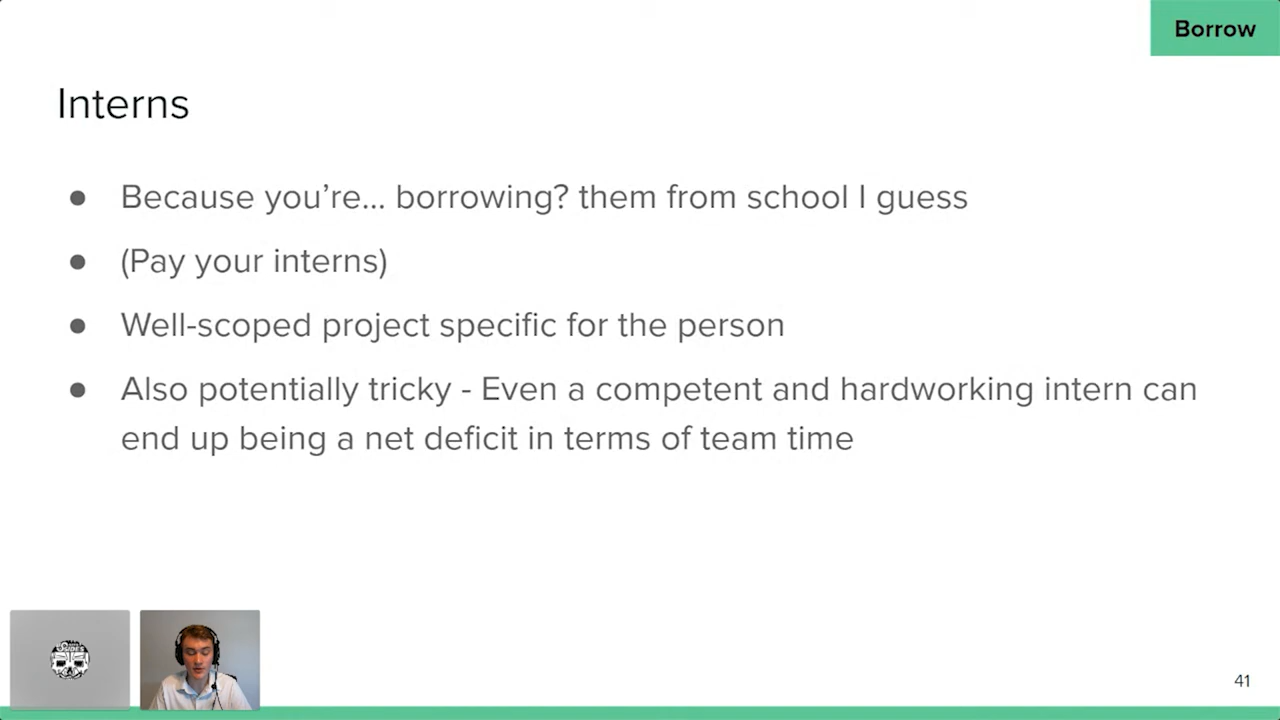 Borrow
Interns
● Because you’re... borrowing? them from school I guess
● (Pay your interns)
● Well-scoped project specific for the person
● Also potentially tricky - Even a competent and hardworking intern can
end up being a net deficit in terms of team time
41